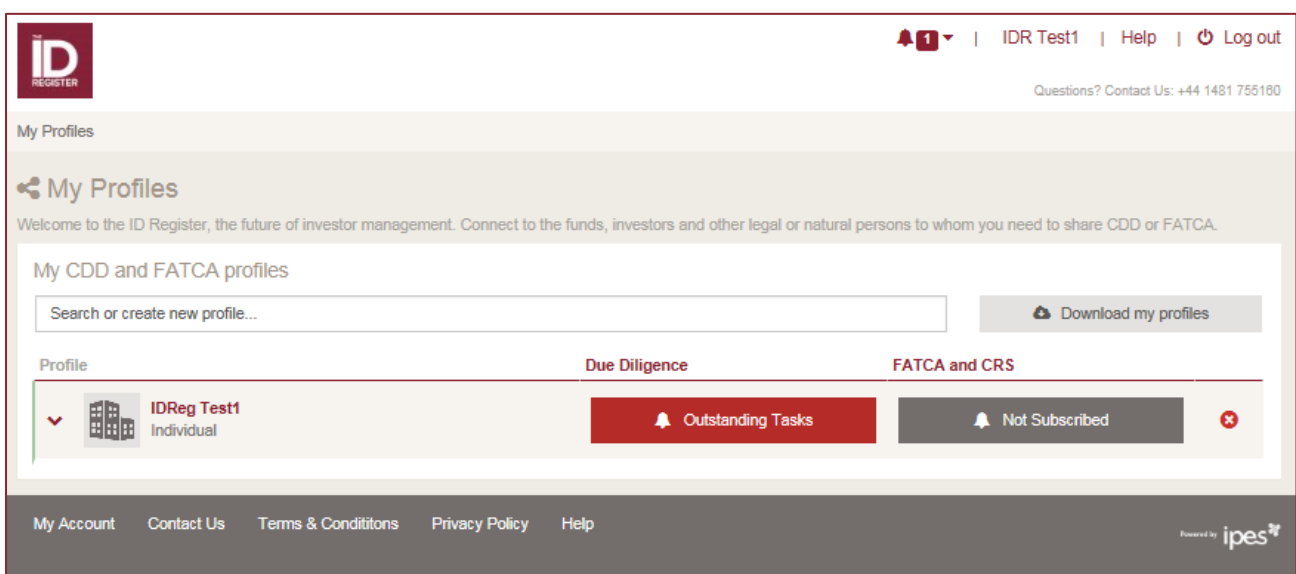 THE
ID
REGISTER
1 | IDR Test1 | Help | Log out
Questions? Contact Us: +44 1481 755160
My Profiles
My Profiles
Welcome to the ID Register, the future of investor management. Connect to the funds, investors and other legal or natural persons to whom you need to share CDD or FATCA.
My CDD and FATCA profiles
Search or create new profile...
Download my profiles
Profile Due Diligence FATCA and CRS
IDReg Test1
Individual
Outstanding Tasks
Not Subscribed
My Account Contact Us Terms & Condititons Privacy Policy Help
Powered by ipes